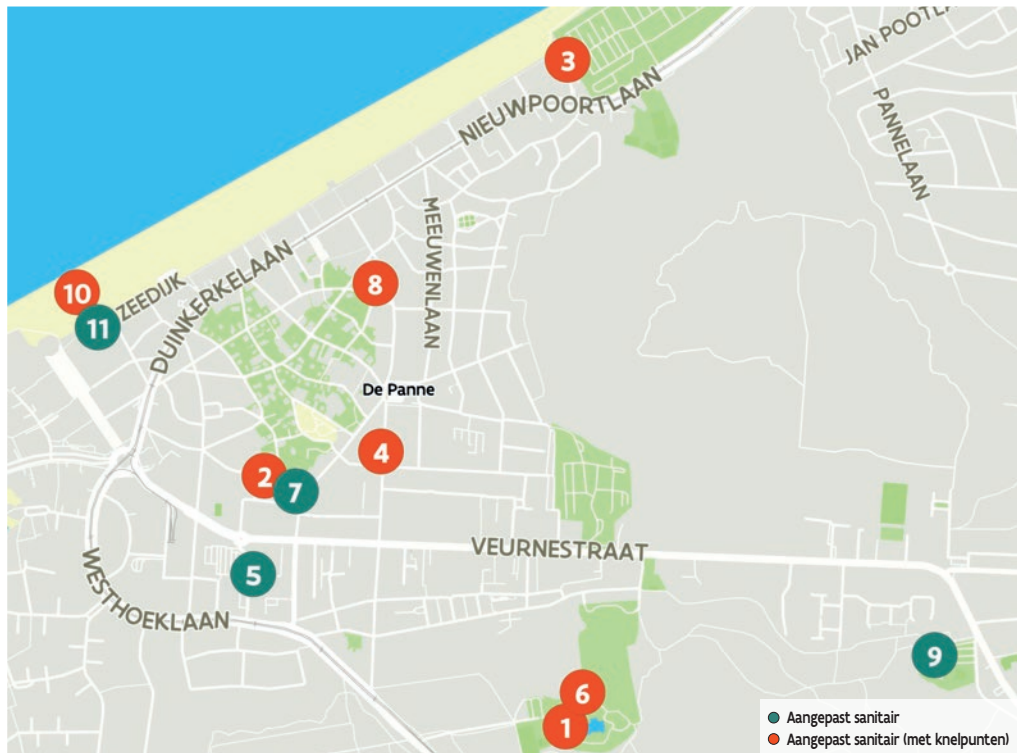 3
JAN POOTLA
NIEUWPOORTLAAN
PANNELAAN
MEEUWENLAAN
10
ZEEDIJK
8
11
DUINKERKELAAN
De Panne
4
2
7
VEURNESTRAAT
5
WESTHOEKLAAN
9
6
1
Aangepast sanitair
Aangepast sanitair (met knelpunten)